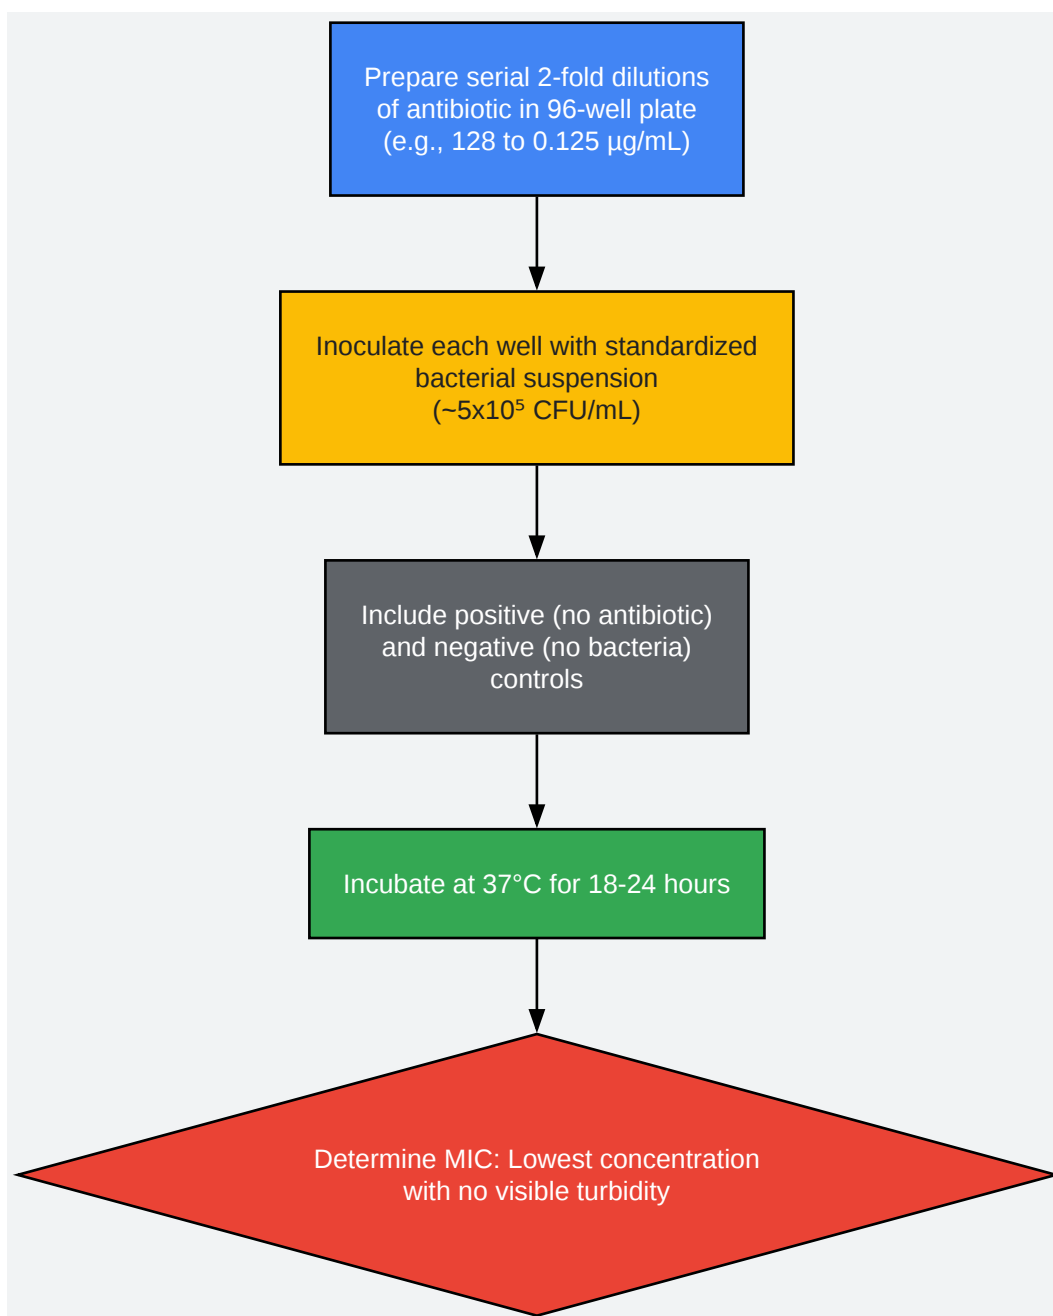 Prepare serial 2-fold dilutions
of antibiotic in 96-well plate
(e.g., 128 to 0.125 µg/mL)
Inoculate each well with standardized
bacterial suspension
(~5x10⁵ CFU/mL)
Include positive (no antibiotic)
and negative (no bacteria)
controls
Incubate at 37°C for 18-24 hours
Determine MIC: Lowest concentration
with no visible turbidity